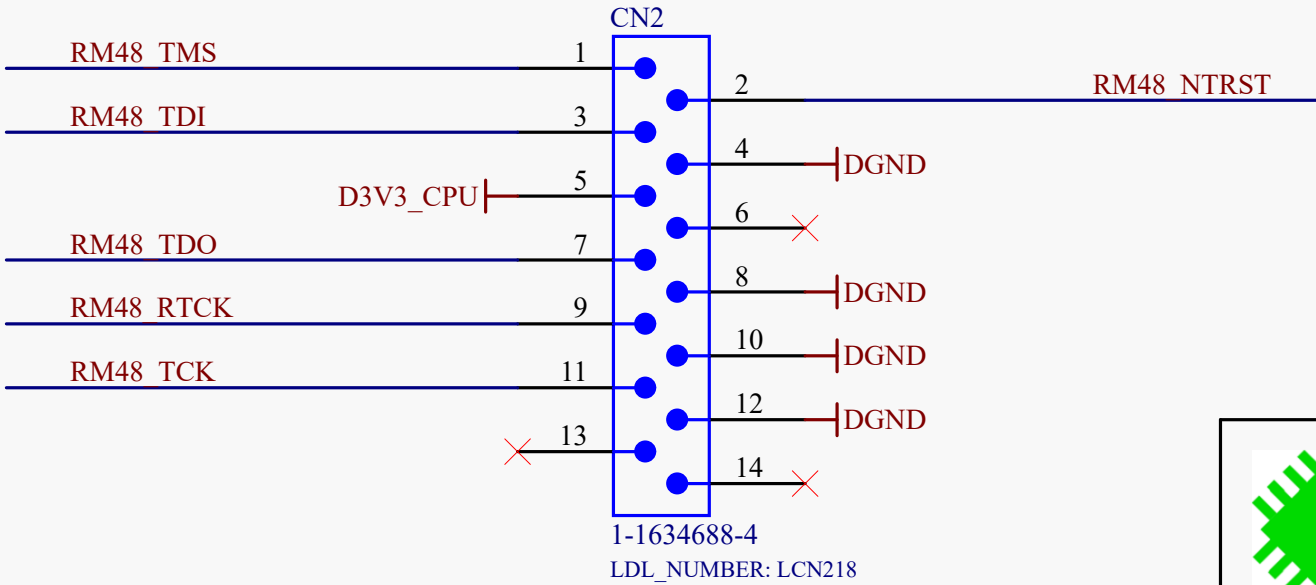 CN2
RM48_TMS 1
2 RM48_NTRST
RM48_TDI 3
4 DGND
D3V3_CPU 5
6
RM48_TDO 7
8 DGND
RM48_RTCK 9
10 DGND
RM48_TCK 11
12 DGND
13
14
1-1634688-4
LDL_NUMBER: LCN218